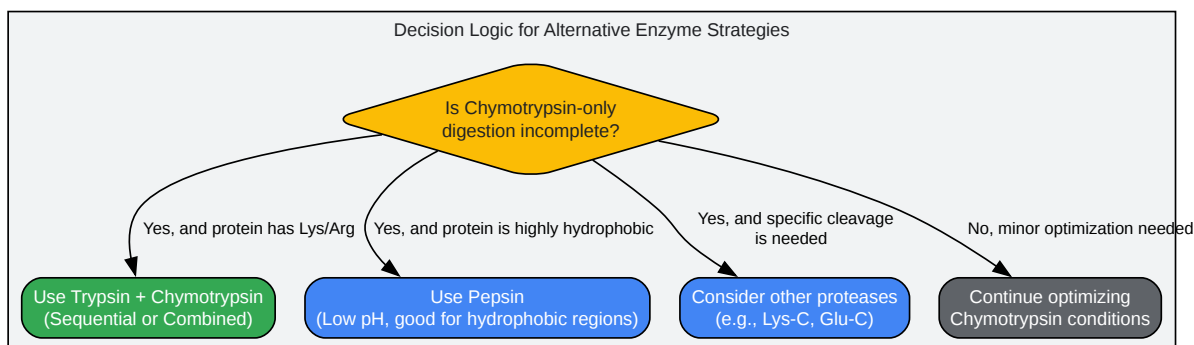 Decision Logic for Alternative Enzyme Strategies
Is Chymotrypsin-only
digestion incomplete?
Yes, and protein has Lys/Arg
Yes, and protein is highly hydrophobic
Yes, and specific cleavage
is needed
No, minor optimization needed
Use Trypsin + Chymotrypsin
(Sequential or Combined)
Use Pepsin
(Low pH, good for hydrophobic regions)
Consider other proteases
(e.g., Lys-C, Glu-C)
Continue optimizing
Chymotrypsin conditions